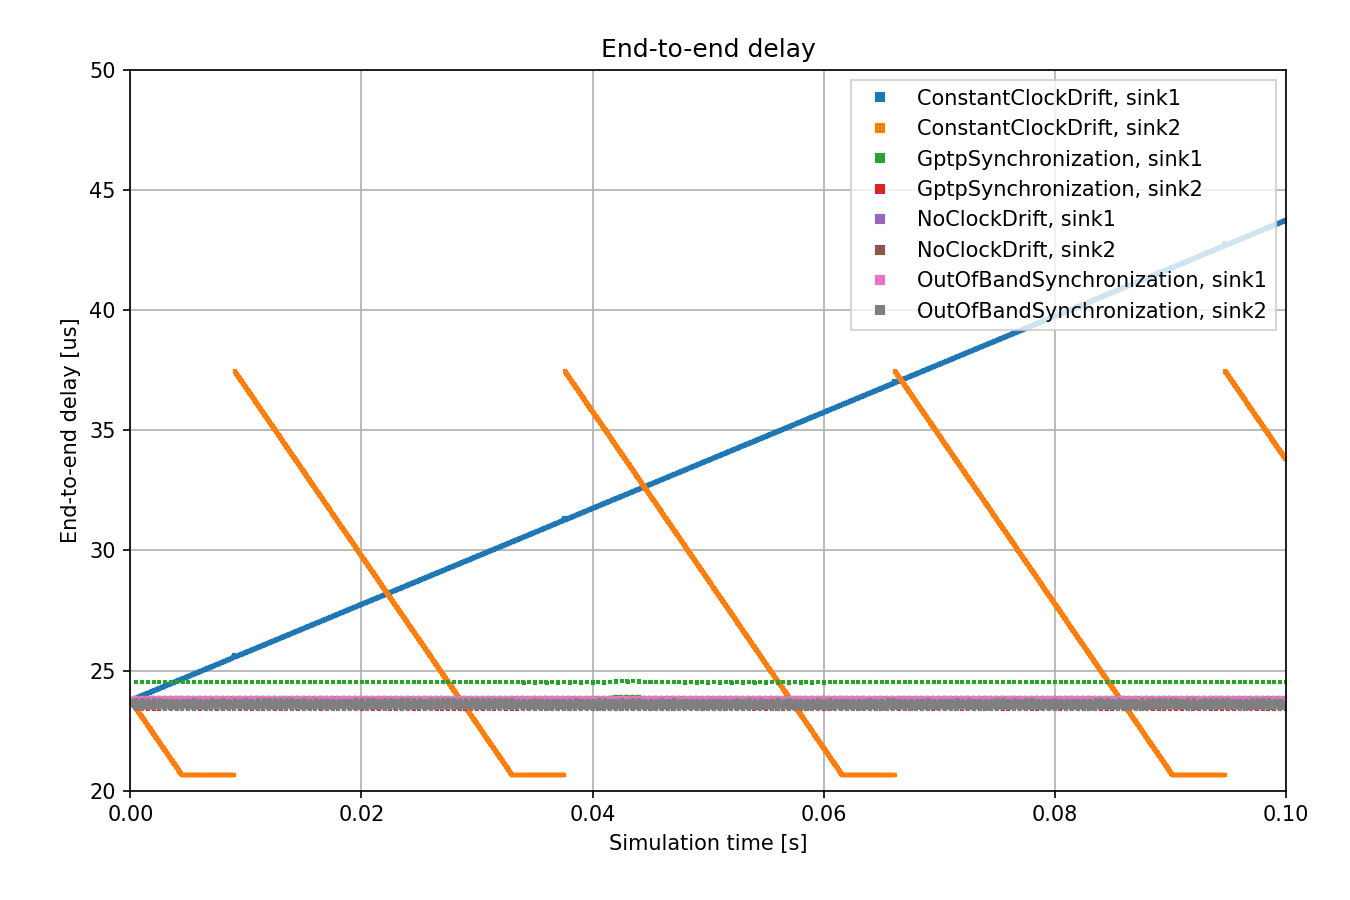 End-to-end delay
50
45
40
35
30
25
20
End-to-end delay [us]
ConstantClockDrift, sink1
ConstantClockDrift, sink2
GptpSynchronization, sink1
GptpSynchronization, sink2
NoClockDrift, sink1
NoClockDrift, sink2
OutOfBandSynchronization, sink1
OutOfBandSynchronization, sink2
0.00 0.02 0.04 0.06 0.08 0.10
Simulation time [s]